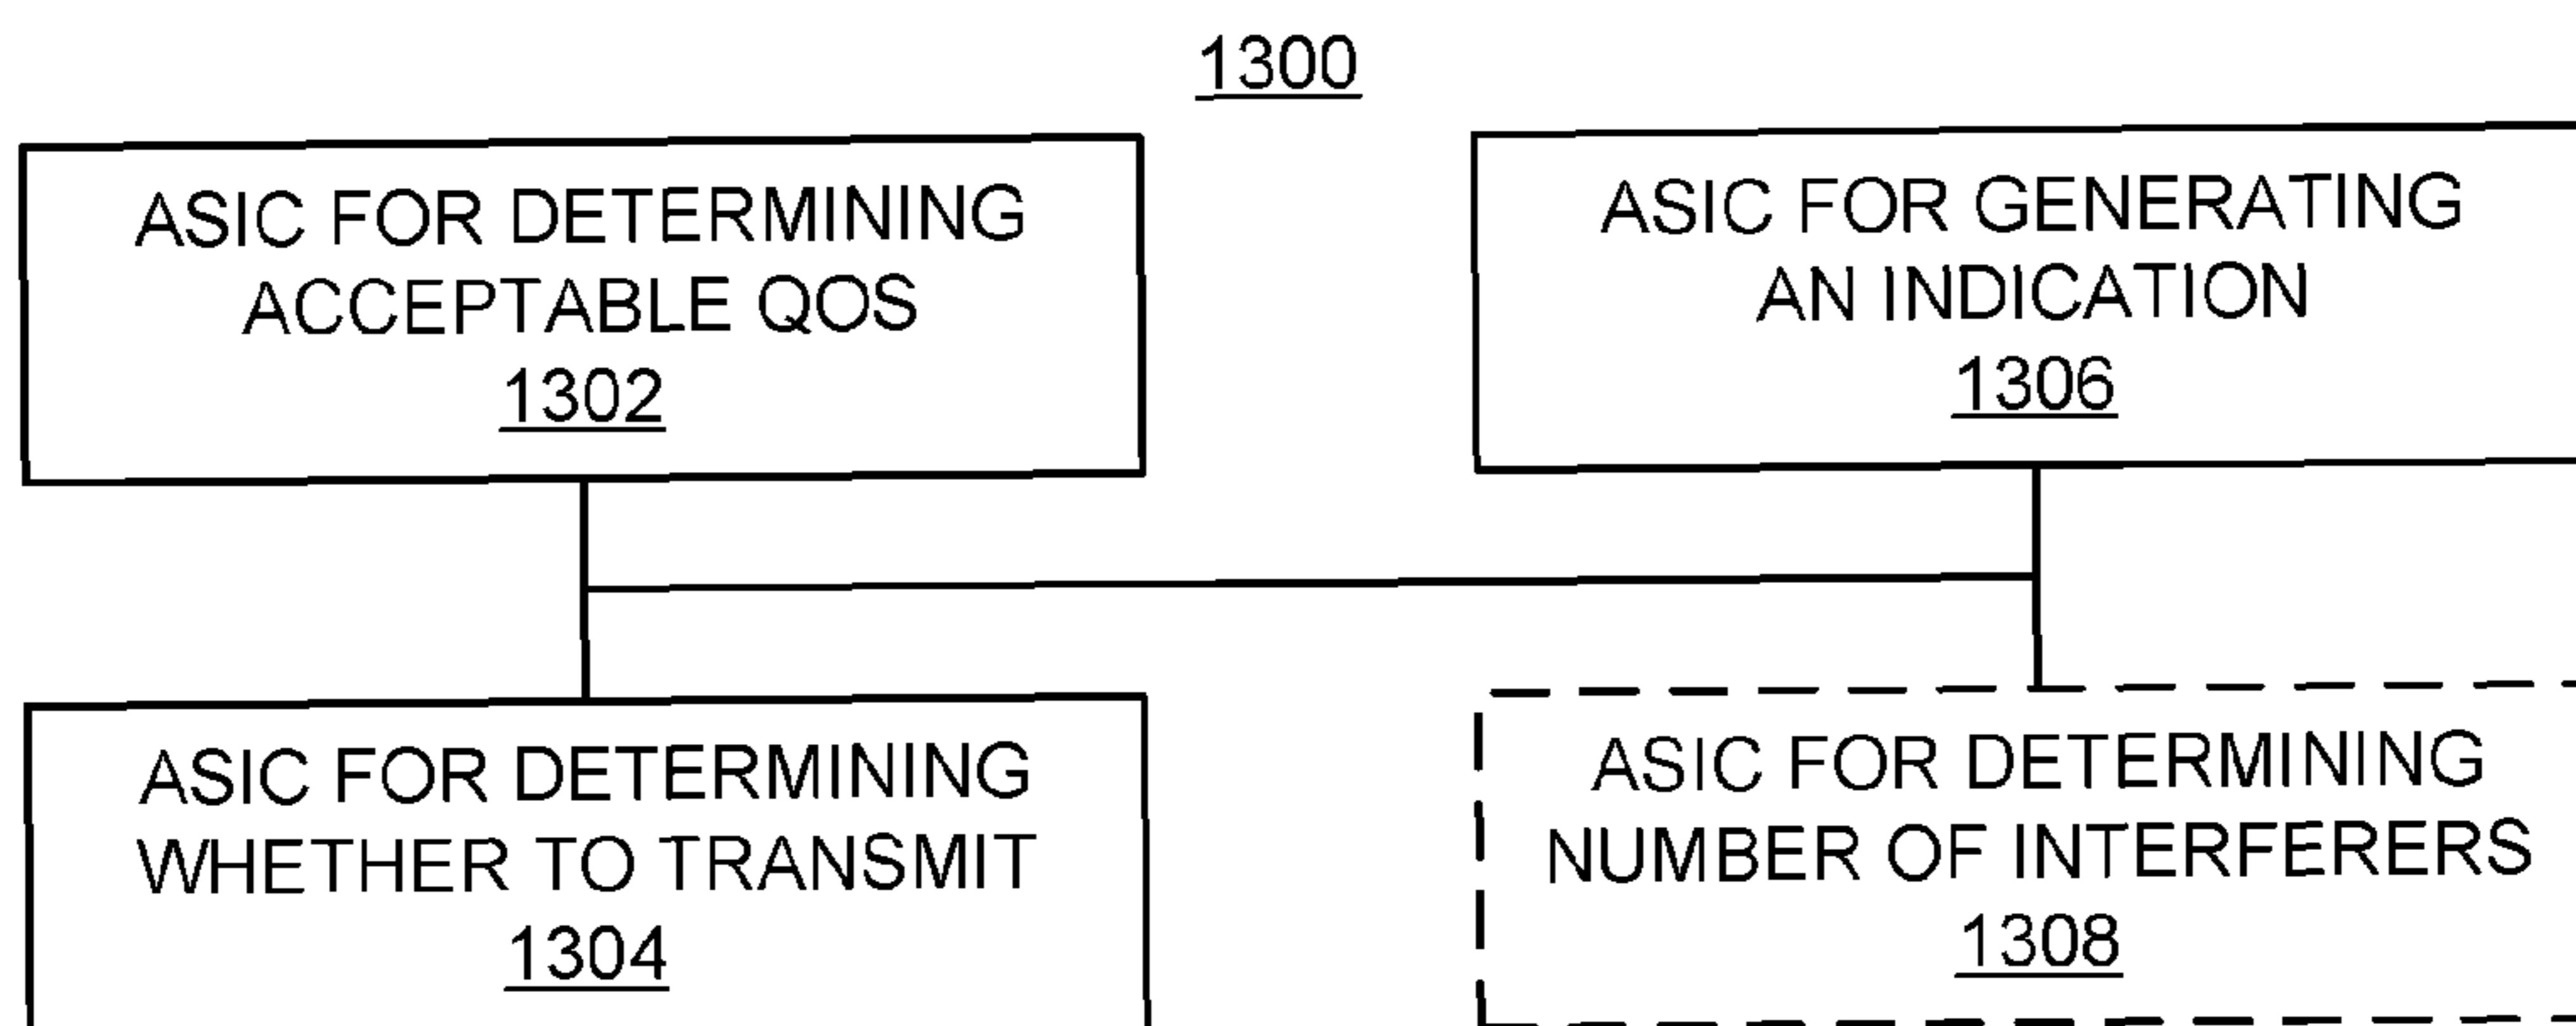 1300
ASIC FOR DETERMINING
ACCEPTABLE QOS
1302
ASIC FOR GENERATING
AN INDICATION
1306
ASIC FOR DETERMINING
WHETHER TO TRANSMIT
1304
ASIC FOR DETERMINING
NUMBER OF INTERFERERS
1308